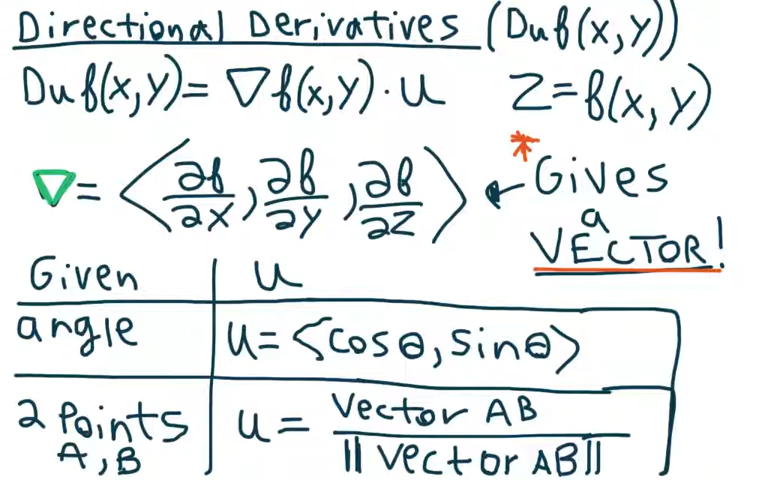 Directional Derivatives (Duf(x,y))
Duf(x,y)= ∇f(x,y)·u z=f(x,y)
∇= <∂f/∂x, ∂f/∂y, ∂f/∂z> ← *Gives
a
VECTOR!
Given | u
angle | u= <cosθ, sinθ>
2 Points A,B | u= Vector AB / ||Vector AB||